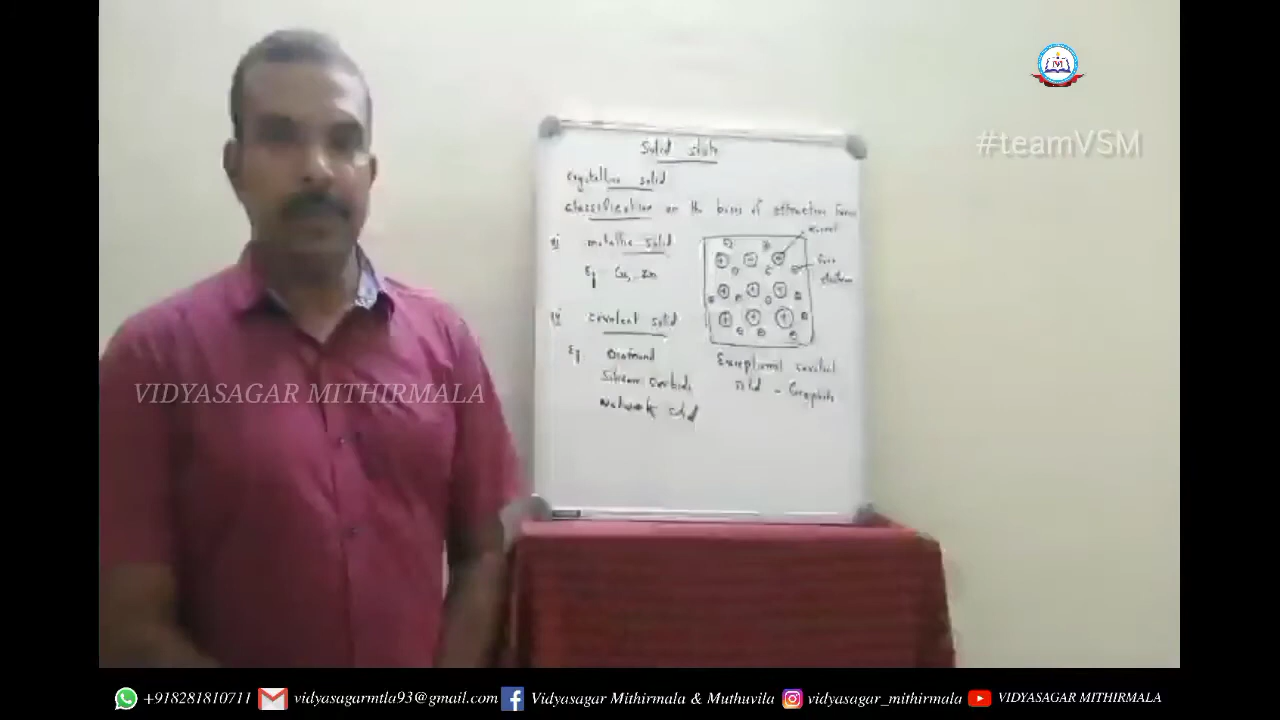 #teamVSM
Solid state
Crystalline solid
classification on the bases of attraction forces
metallic solid
Eg Cu, Zn
kernel
free
electron
covalent solid
Eg Diamond
Silicon carbide
Network solid
Exceptional covalent
solid - Graphite
VIDYASAGAR MITHIRMALA
+918281810711 vidyasagarmtla93@gmail.com Vidyasagar Mithirmala & Muthuvila vidyasagar_mithirmala VIDYASAGAR MITHIRMALA